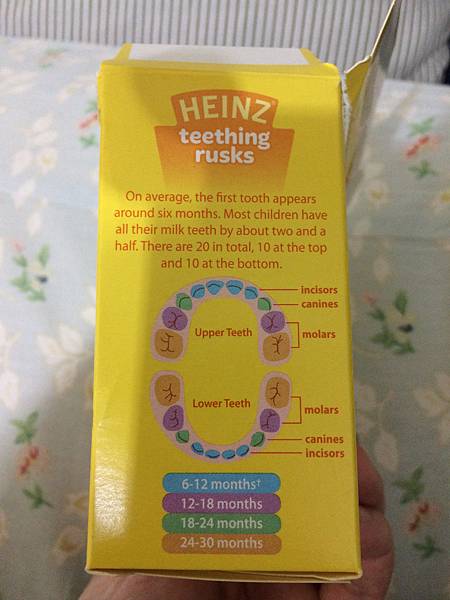 HEINZ
teething
rusks
On average, the first tooth appears
around six months. Most children have
all their milk teeth by about two and a
half. There are 20 in total, 10 at the top
and 10 at the bottom.
incisors
canines
Upper Teeth
molars
Lower Teeth
molars
canines
incisors
6-12 months†
12-18 months
18-24 months
24-30 months